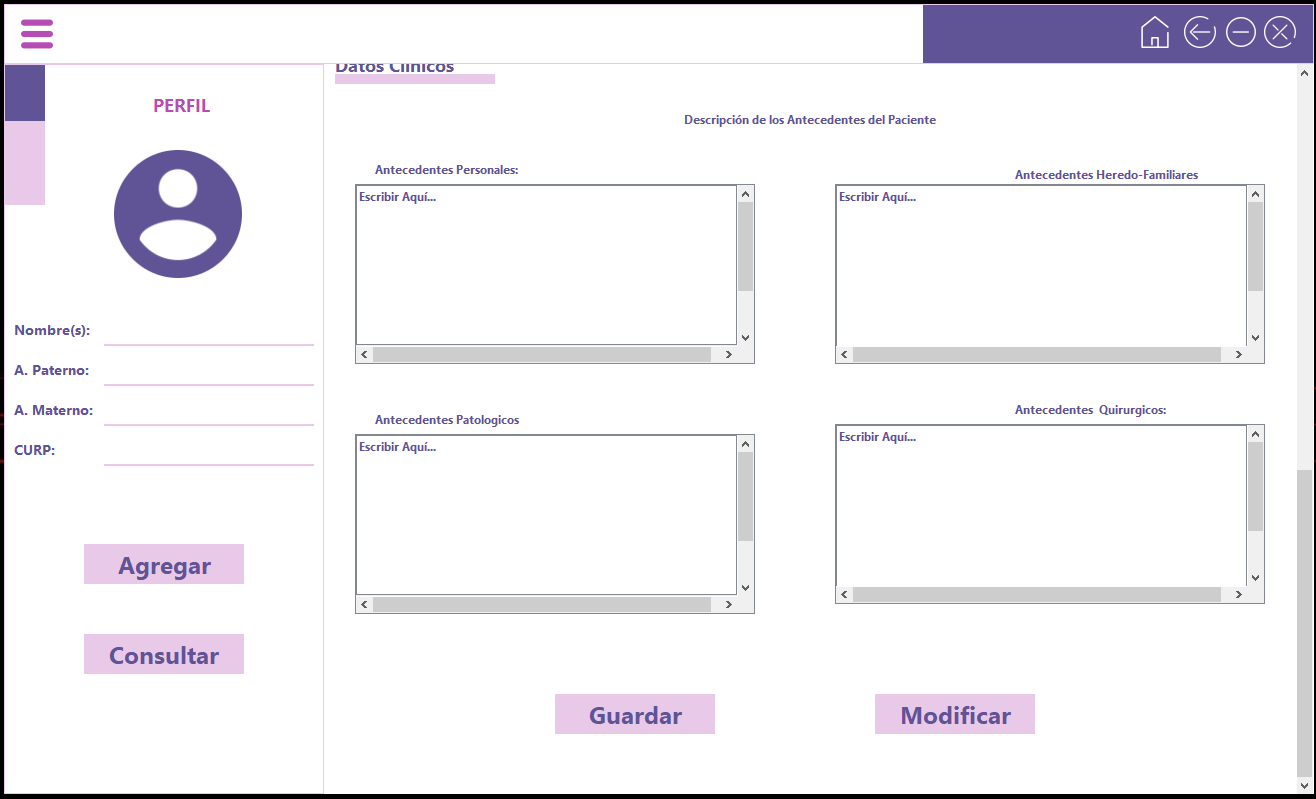 Datos Clinicos
PERFIL
Descripción de los Antecedentes del Paciente
Antecedentes Personales:
Antecedentes Heredo-Familiares
Escribir Aquí...
Escribir Aquí...
Nombre(s):
A. Paterno:
A. Materno:
CURP:
Antecedentes Patologicos
Antecedentes  Quirurgicos:
Escribir Aquí...
Escribir Aquí...
Agregar
Consultar
Guardar
Modificar